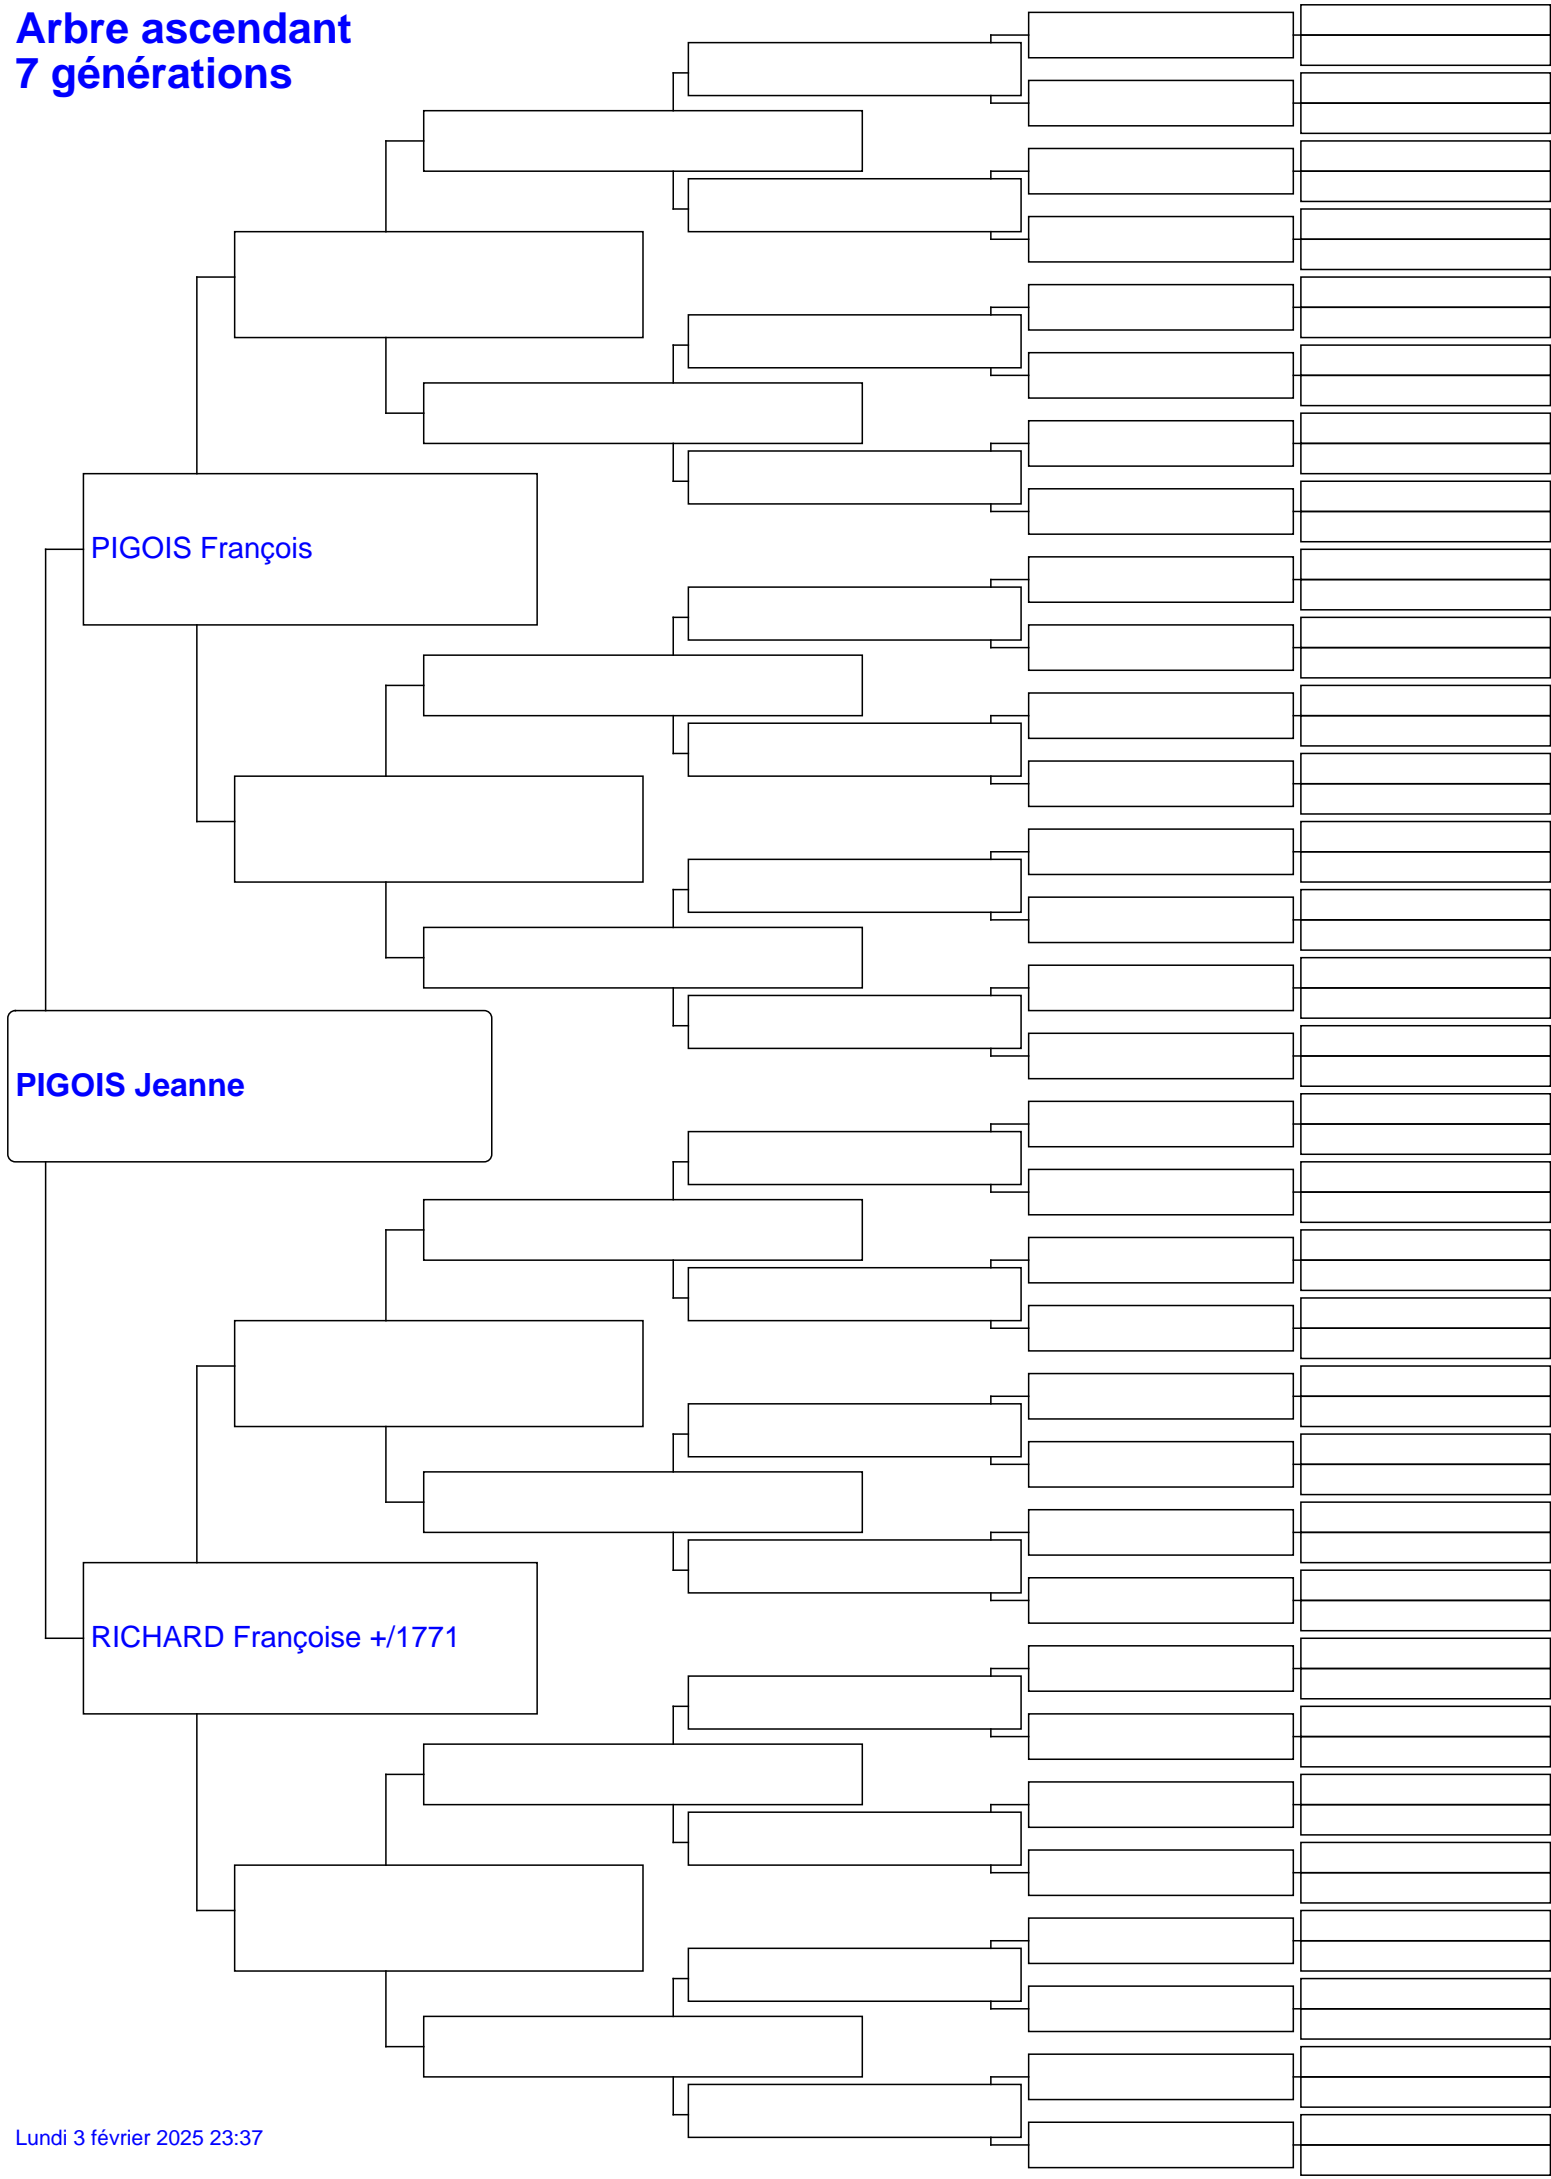 Arbre ascendant
7 générations
PIGOIS François
PIGOIS Jeanne
RICHARD Françoise +/1771
Lundi 3 février 2025 23:37